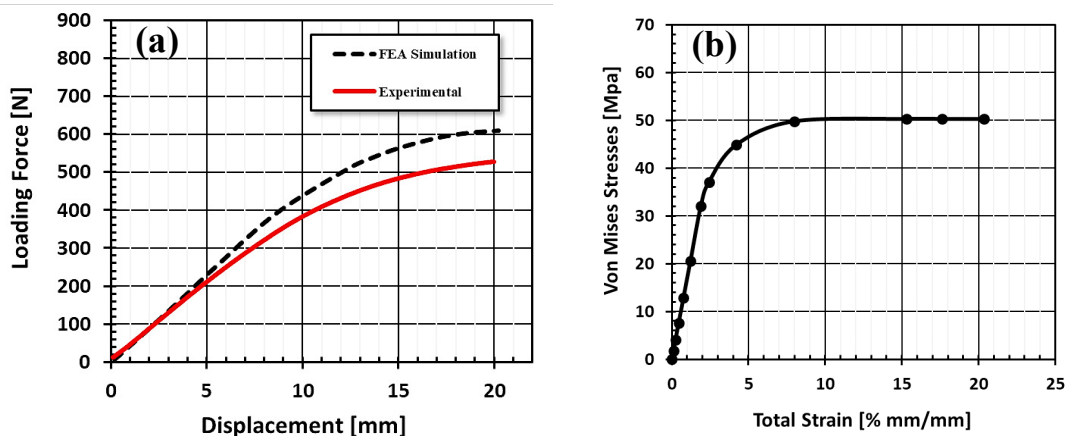 (a)
900
800
700
600
500
400
300
200
100
0
Loading Force [N]
FEA Simulation
Experimental
0 5 10 15 20
Displacement [mm]
(b)
70
60
50
40
30
20
10
0
Von Mises Stresses [Mpa]
0 5 10 15 20 25
Total Strain [% mm/mm]